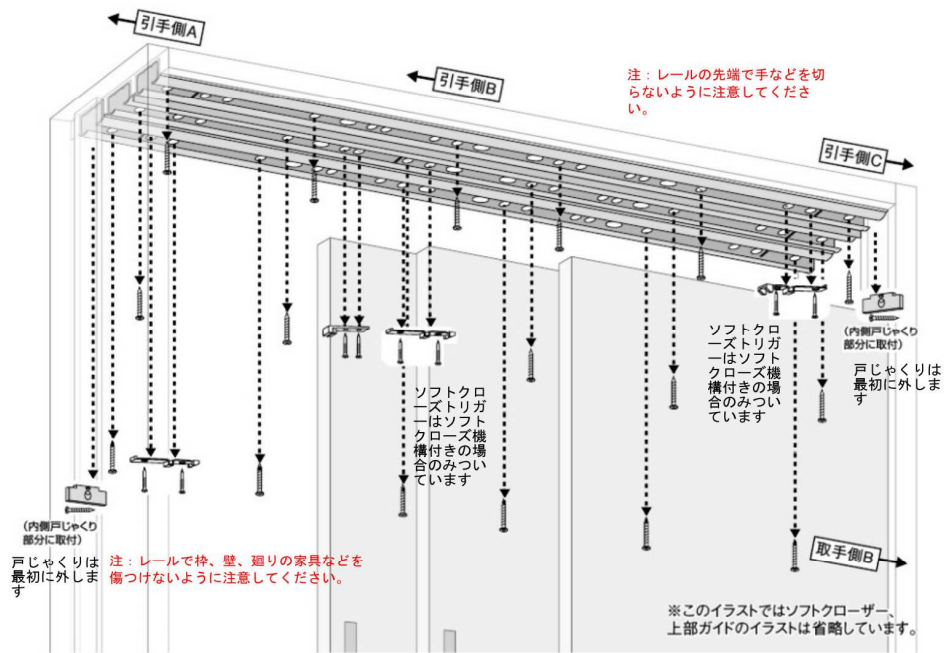 引手側A
引手側B
注：レールの先端で手などを切
らないように注意してくださ
い。
引手側C
(内側戸じゃくり
部分に取付)
戸じゃくりは
最初に外しま
す
ソフトクロ
ーズトリガ
ーはソフト
クローズ機
構付きの場
合のみつい
ています
ソフトクロ
ーズトリガ
ーはソフト
クローズ機
構付きの場
合のみつい
ています
(内側戸じゃくり
部分に取付)
戸じゃくりは
最初に外しま
す
注：レールで枠、壁、廻りの家具などを
傷つけないように注意してください。
取手側B
※このイラストではソフトクローザー、
上部ガイドのイラストは省略しています。